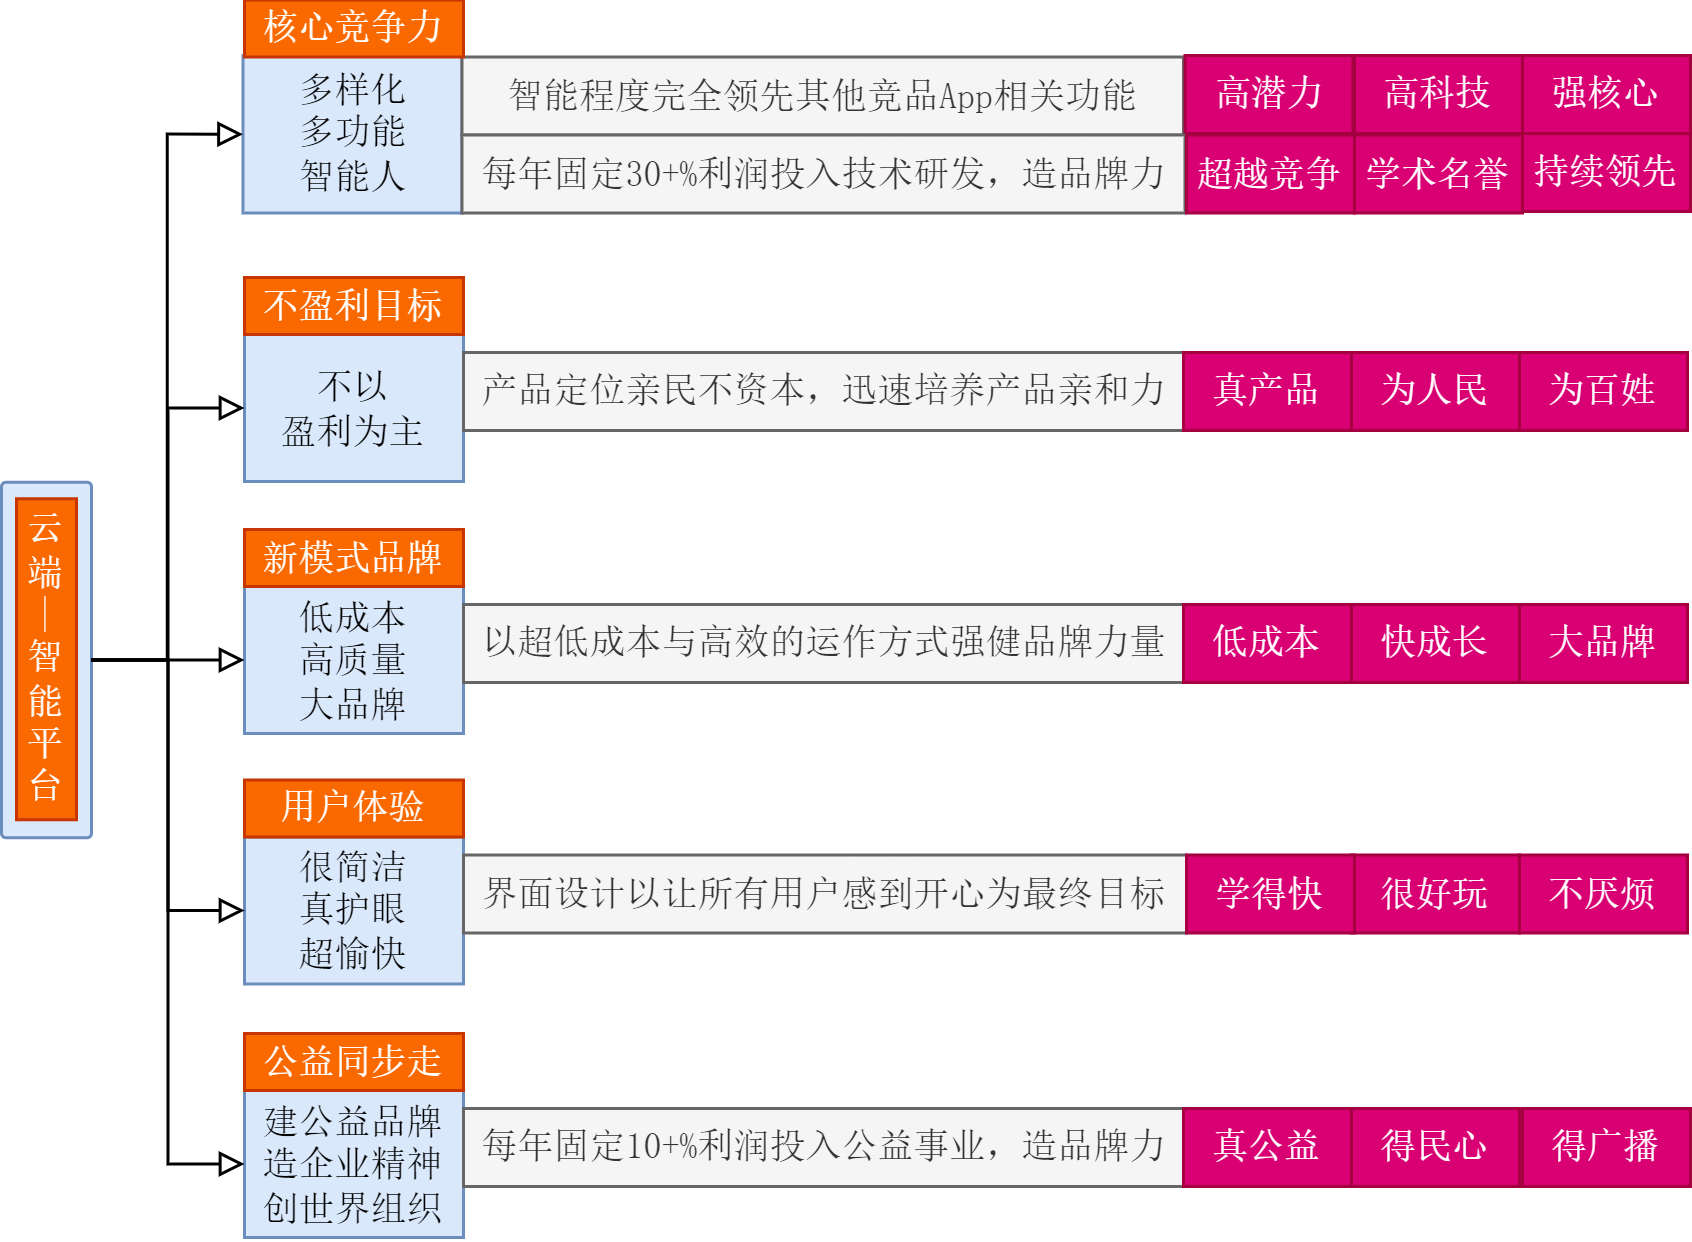 云端—智能平台
核心竞争力
多样化
多功能
智能人
智能程度完全领先其他竞品App相关功能
高潜力
高科技
强核心
每年固定30+%利润投入技术研发，造品牌力
超越竞争
学术名誉
持续领先
不盈利目标
不以
盈利为主
产品定位亲民不资本，迅速培养产品亲和力
真产品
为人民
为百姓
新模式品牌
低成本
高质量
大品牌
以超低成本与高效的运作方式强健品牌力量
低成本
快成长
大品牌
用户体验
很简洁
真护眼
超愉快
界面设计以让所有用户感到开心为最终目标
学得快
很好玩
不厌烦
公益同步走
建公益品牌
造企业精神
创世界组织
每年固定10+%利润投入公益事业，造品牌力
真公益
得民心
得广播